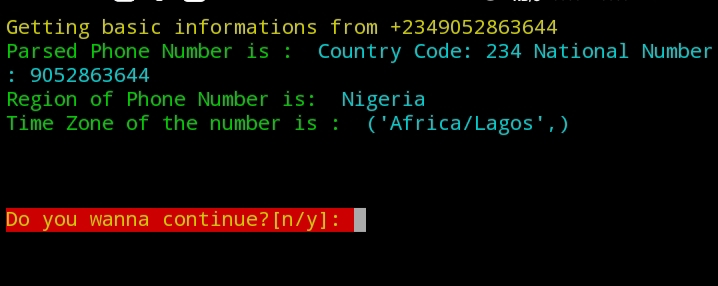 Getting basic informations from +2349052863644
Parsed Phone Number is :  Country Code: 234 National Number
: 9052863644
Region of Phone Number is:  Nigeria
Time Zone of the number is :  ('Africa/Lagos',)
Do you wanna continue?[n/y]: